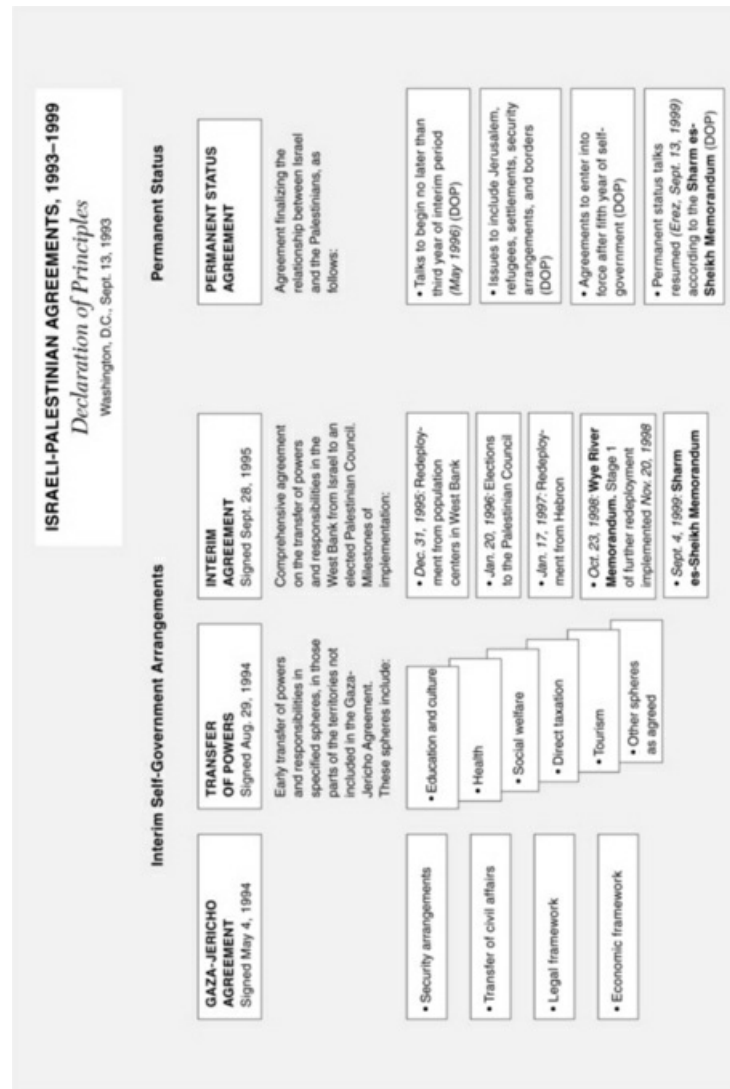 ISRAELI-PALESTINIAN AGREEMENTS, 1993–1999
Declaration of Principles
Washington, D.C., Sept. 13, 1993
Interim Self-Government Arrangements
Permanent Status
GAZA-JERICHO
AGREEMENT
Signed May 4, 1994
• Security arrangements
• Transfer of civil affairs
• Legal framework
• Economic framework
TRANSFER
OF POWERS
Signed Aug. 29, 1994
Early transfer of powers
and responsibilities in
specified spheres, in those
parts of the territories not
included in the Gaza-
Jericho Agreement.
These spheres include:
• Education and culture
• Health
• Social welfare
• Direct taxation
• Tourism
• Other spheres
as agreed
INTERIM
AGREEMENT
Signed Sept. 28, 1995
Comprehensive agreement
on the transfer of powers
and responsibilities in the
West Bank from Israel to an
elected Palestinian Council.
Milestones of
implementation:
• Dec. 31, 1995: Redeploy-
ment from population
centers in West Bank
• Jan. 20, 1996: Elections
to the Palestinian Council
• Jan. 17, 1997: Redeploy-
ment from Hebron
• Oct. 23, 1998: Wye River
Memorandum. Stage 1
of further redeployment
implemented Nov. 20, 1998
• Sept. 4, 1999: Sharm
es-Sheikh Memorandum
PERMANENT STATUS
AGREEMENT
Agreement finalizing the
relationship between Israel
and the Palestinians, as
follows:
• Talks to begin no later than
third year of interim period
(May 1996) (DOP)
• Issues to include Jerusalem,
refugees, settlements, security
arrangements, and borders
(DOP)
• Agreements to enter into
force after fifth year of self-
government (DOP)
• Permanent status talks
resumed (Erez, Sept. 13, 1999)
according to the Sharm es-
Sheikh Memorandum (DOP)